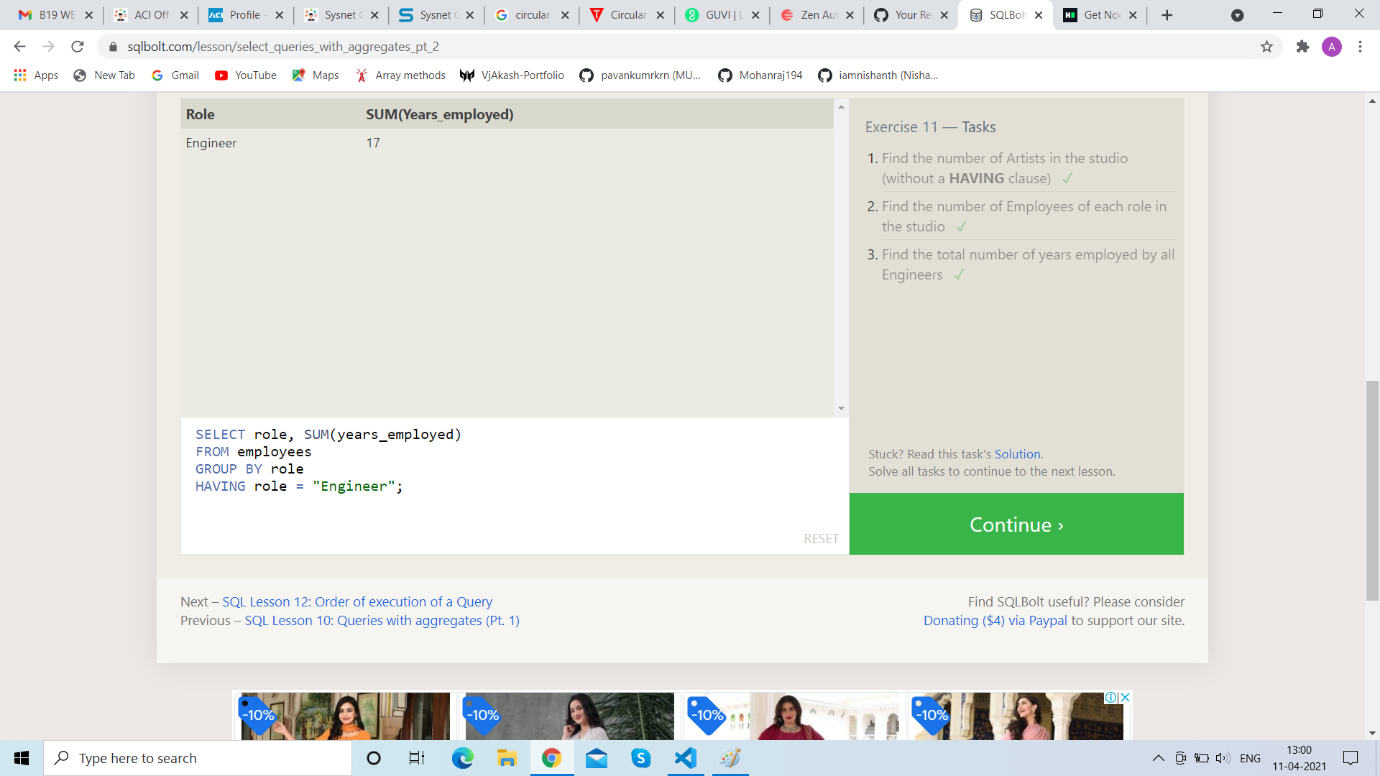 B19 WE
ACI Off
Profile -
Sysnet G
Sysnet G
circular
Circular
GUVI | L
Zen Aut
Your Re
SQLBolt
Get Noo
sqlbolt.com/lesson/select_queries_with_aggregates_pt_2
A
Apps
New Tab
Gmail
YouTube
Maps
Array methods
VjAkash-Portfolio
pavankumrkrn (MU...
Mohanraj194
iamnishanth (Nisha...
Role SUM(Years_employed)
Engineer 17
Exercise 11 — Tasks
1. Find the number of Artists in the studio
(without a HAVING clause) ✓
2. Find the number of Employees of each role in
the studio ✓
3. Find the total number of years employed by all
Engineers ✓
SELECT role, SUM(years_employed)
FROM employees
GROUP BY role
HAVING role = "Engineer";
RESET
Stuck? Read this task's Solution.
Solve all tasks to continue to the next lesson.
Continue ›
Next – SQL Lesson 12: Order of execution of a Query
Previous – SQL Lesson 10: Queries with aggregates (Pt. 1)
Find SQLBolt useful? Please consider
Donating ($4) via Paypal to support our site.
-10%
-10%
-10%
-10%
Type here to search
ENG
13:00
11-04-2021